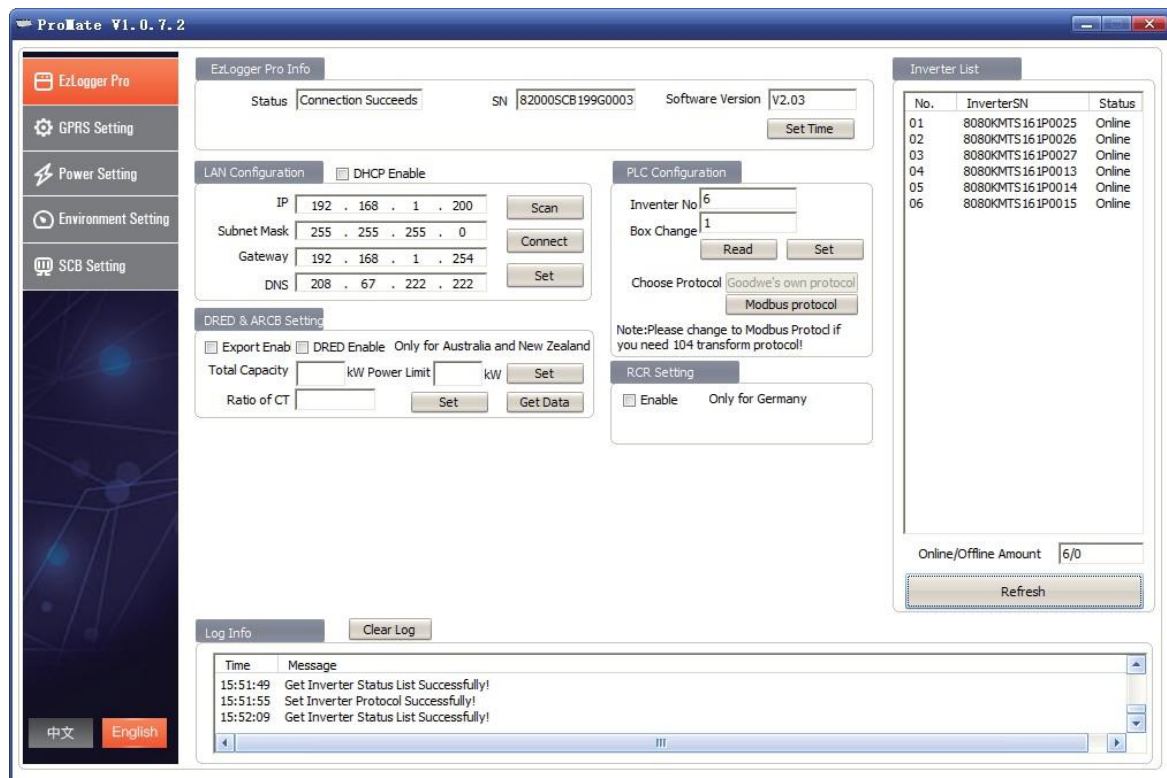 ProMate V1.0.7.2
EzLogger Pro
GPRS Setting
Power Setting
Environment Setting
SCB Setting
中文 English
EzLogger Pro Info
Status Connection Succeeds SN 82000SCB199G0003 Software Version V2.03
Set Time
LAN Configuration DHCP Enable
IP 192 . 168 . 1 . 200 Scan
Subnet Mask 255 . 255 . 255 . 0 Connect
Gateway 192 . 168 . 1 . 254
DNS 208 . 67 . 222 . 222 Set
DRED & ARCB Setting
Export Enab DRED Enable Only for Australia and New Zealand
Total Capacity kW Power Limit kW Set
Ratio of CT Set Get Data
PLC Configuration
Inventer No 6
Box Change 1
Read Set
Choose Protocol Goodwe's own protocol
Modbus protocol
Note:Please change to Modbus Protocl if
you need 104 transform protocol!
RCR Setting
Enable Only for Germany
Inverter List
No. InverterSN Status
01 8080KMTS161P0025 Online
02 8080KMTS161P0026 Online
03 8080KMTS161P0027 Online
04 8080KMTS161P0013 Online
05 8080KMTS161P0014 Online
06 8080KMTS161P0015 Online
Online/Offline Amount 6/0
Refresh
Log Info Clear Log
Time Message
15:51:49 Get Inverter Status List Successfully!
15:51:55 Set Inverter Protocol Successfully!
15:52:09 Get Inverter Status List Successfully!